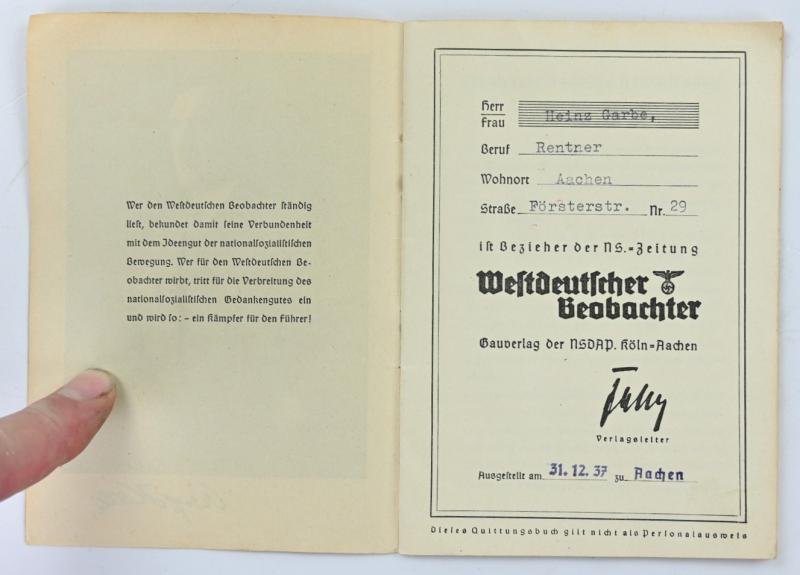 Wer den Westdeutschen Beobachter ständig
liest, bekundet damit seine Verbundenheit
mit dem Ideengut der nationalsozialistischen
Bewegung. Wer für den Westdeutschen Be-
obachter wirbt, tritt für die Verbreitung des
nationalsozialistischen Gedankengutes ein
und wird so: – ein Kämpfer für den Führer!
Herr
Frau
Heinz Garbe,
Beruf Rentner
Wohnort Aachen
Straße Försterstr. Nr. 29
ist Bezieher der NS.=Zeitung
Westdeutscher
Beobachter
Gauverlag der NSDAP. Köln=Aachen
Verlagsleiter
Ausgestellt am 31.12.37 zu Aachen
Dieses Quittungsbuch gilt nicht als Personalausweis